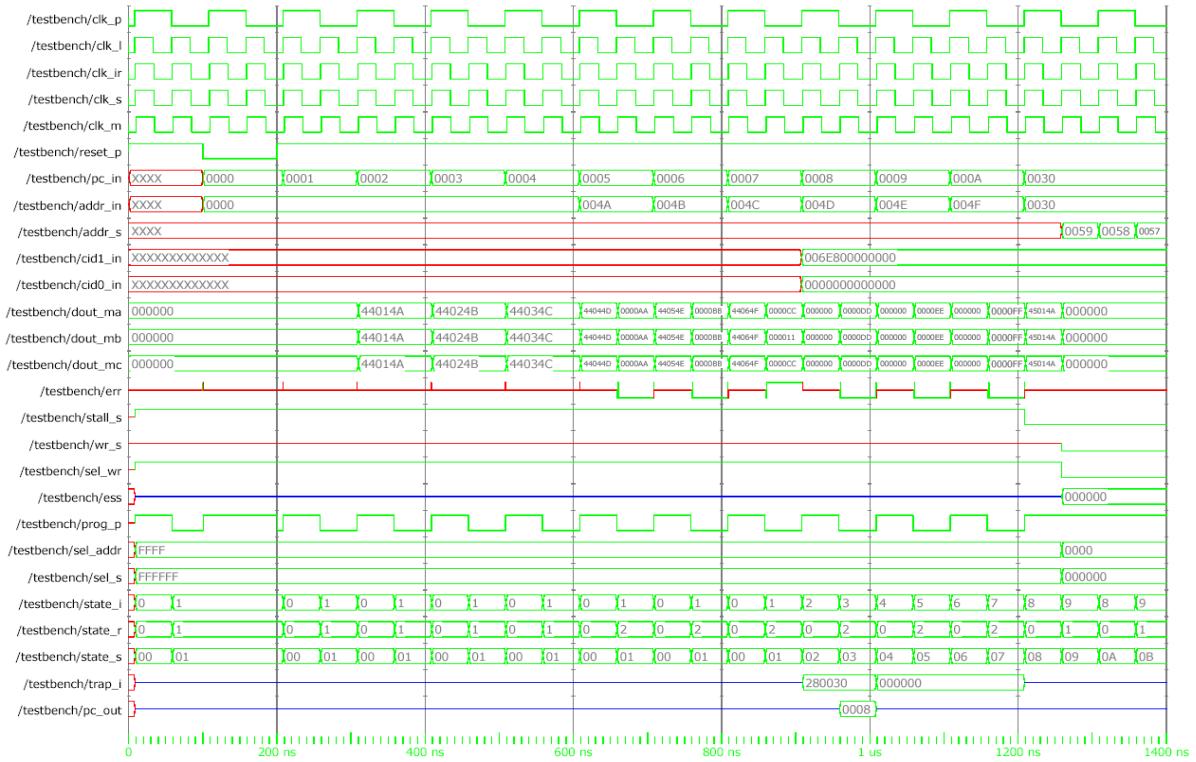 /testbench/clk_p
/testbench/clk_l
/testbench/clk_ir
/testbench/clk_s
/testbench/clk_m
/testbench/reset_p
/testbench/pc_in XXXX 0000 0001 0002 0003 0004 0005 0006 0007 0008 0009 000A 0030
/testbench/addr_in XXXX 0000 004A 004B 004C 004D 004E 004F 0030
/testbench/addr_s XXXX 0059 0058 0057
/testbench/cid1_in XXXXXXXXXXXXX 006E800000000
/testbench/cid0_in XXXXXXXXXXXXX 0000000000000
/testbench/dout_ma 000000 44014A 44024B 44034C 44044D 0000AA 44054E 0000BB 44064F 0000CC 000000 0000DD 000000 0000EE 000000 0000FF 45014A 000000
/testbench/dout_mb 000000 44014A 44024B 44034C 44044D 0000AA 44054E 0000BB 44064F 000011 000000 0000DD 000000 0000EE 000000 0000FF 45014A 000000
/testbench/dout_mc 000000 44014A 44024B 44034C 44044D 0000AA 44054E 0000BB 44064F 0000CC 000000 0000DD 000000 0000EE 000000 0000FF 45014A 000000
/testbench/err
/testbench/stall_s
/testbench/wr_s
/testbench/sel_wr
/testbench/ess 000000
/testbench/prog_p
/testbench/sel_addr FFFF 0000
/testbench/sel_s FFFFFF 000000
/testbench/state_i 0 1 0 1 0 1 0 1 0 1 0 1 0 1 0 1 2 3 4 5 6 7 8 9 8 9
/testbench/state_r 0 1 0 1 0 1 0 1 0 1 0 2 0 2 0 2 0 2 0 2 0 2 0 1 0 1
/testbench/state_s 00 01 00 01 00 01 00 01 00 01 00 01 00 01 00 01 02 03 04 05 06 07 08 09 0A 0B
/testbench/trap_i 280030 000000
/testbench/pc_out 0008
0 200 ns 400 ns 600 ns 800 ns 1 us 1200 ns 1400 ns